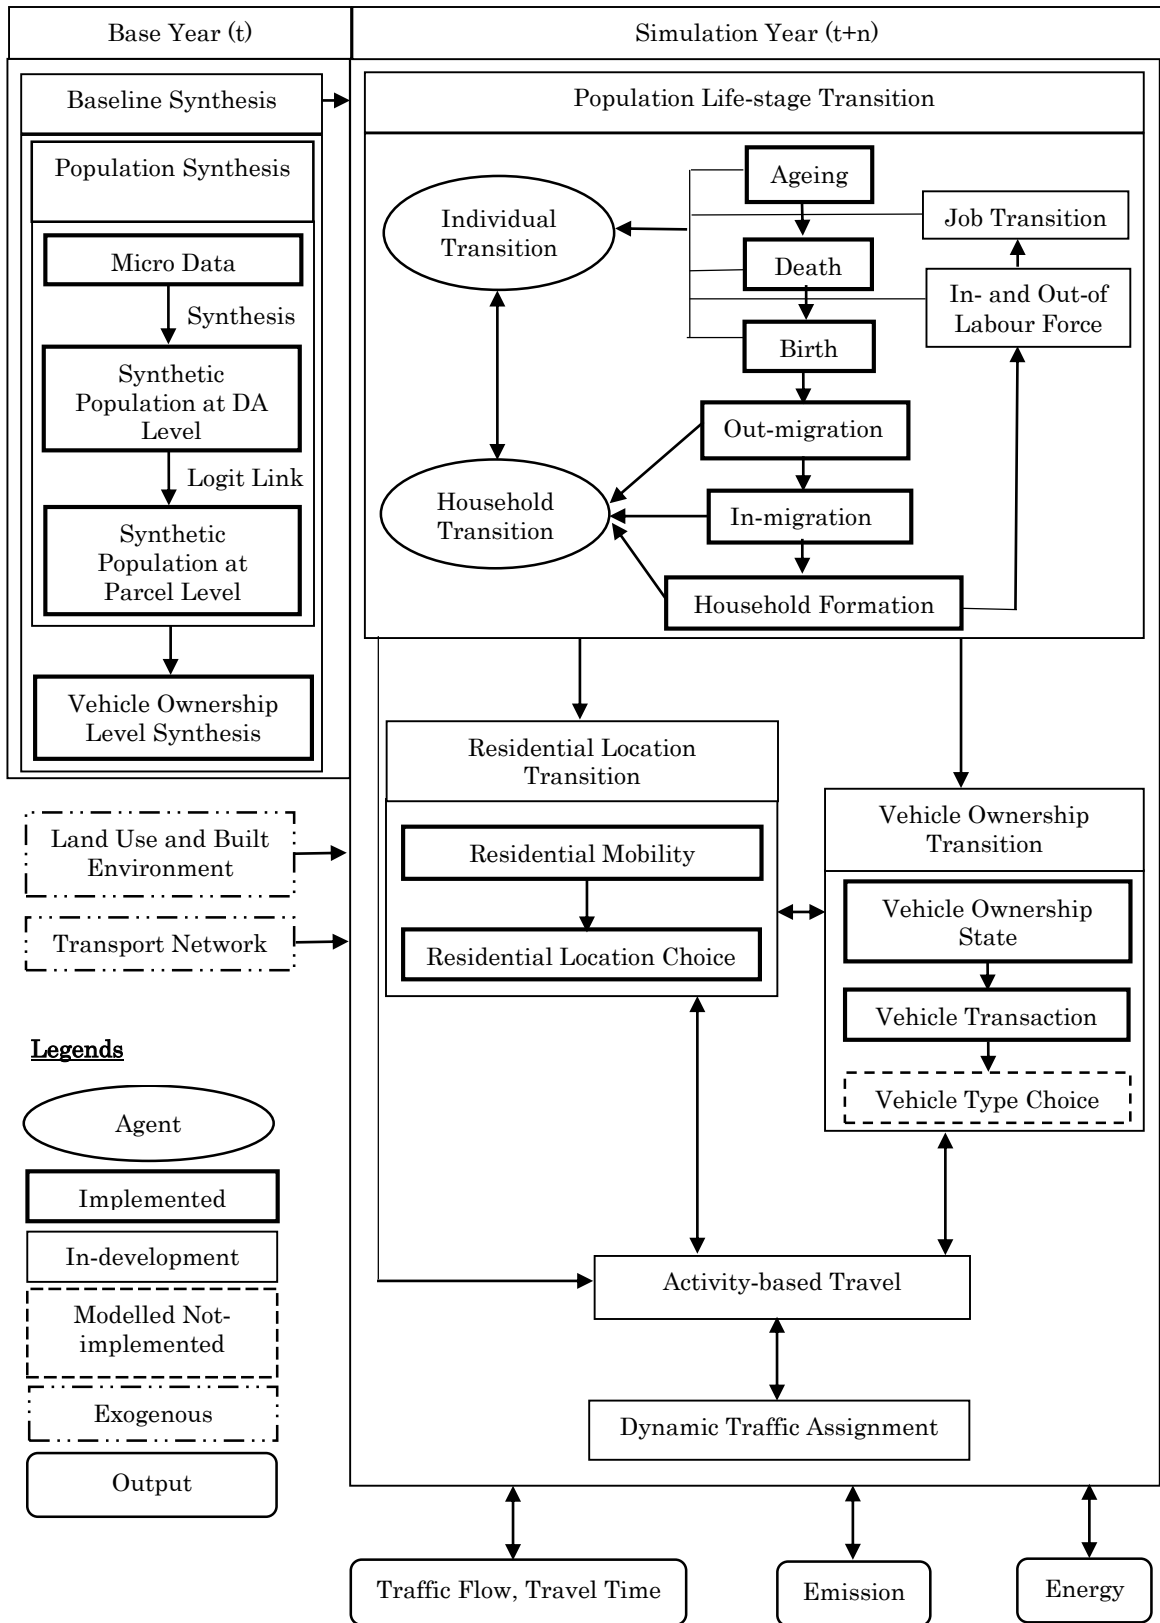 Base Year (t)
Simulation Year (t+n)
Baseline Synthesis
Population Synthesis
Micro Data
Synthesis
Synthetic
Population at DA
Level
Logit Link
Synthetic
Population at
Parcel Level
Vehicle Ownership
Level Synthesis
Land Use and Built
Environment
Transport Network
Legends
Agent
Implemented
In-development
Modelled Not-
implemented
Exogenous
Output
Population Life-stage Transition
Individual
Transition
Household
Transition
Ageing
Death
Birth
Out-migration
In-migration
Household Formation
Job Transition
In- and Out-of
Labour Force
Residential Location
Transition
Residential Mobility
Residential Location Choice
Vehicle Ownership
Transition
Vehicle Ownership
State
Vehicle Transaction
Vehicle Type Choice
Activity-based Travel
Dynamic Traffic Assignment
Traffic Flow, Travel Time
Emission
Energy